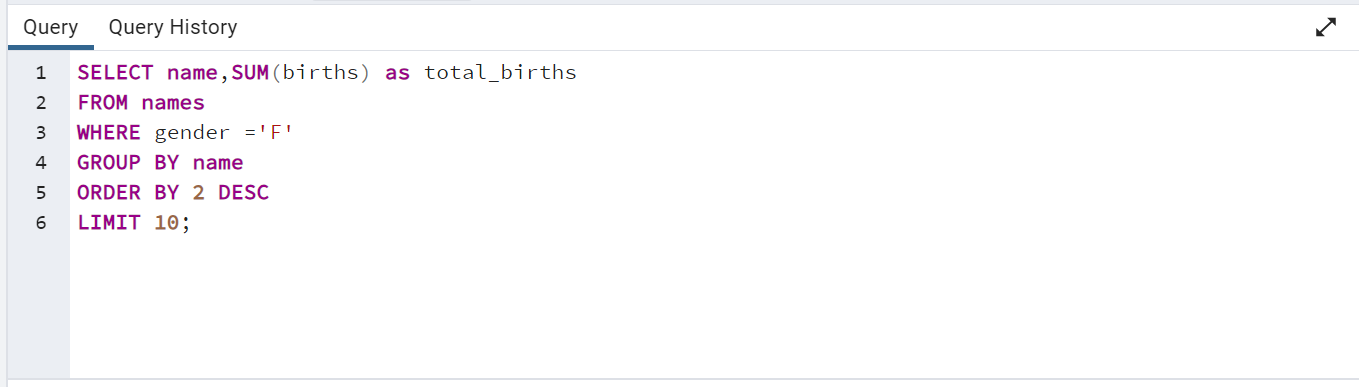 Query Query History
1 SELECT name,SUM(births) as total_births
2 FROM names
3 WHERE gender ='F'
4 GROUP BY name
5 ORDER BY 2 DESC
6 LIMIT 10;